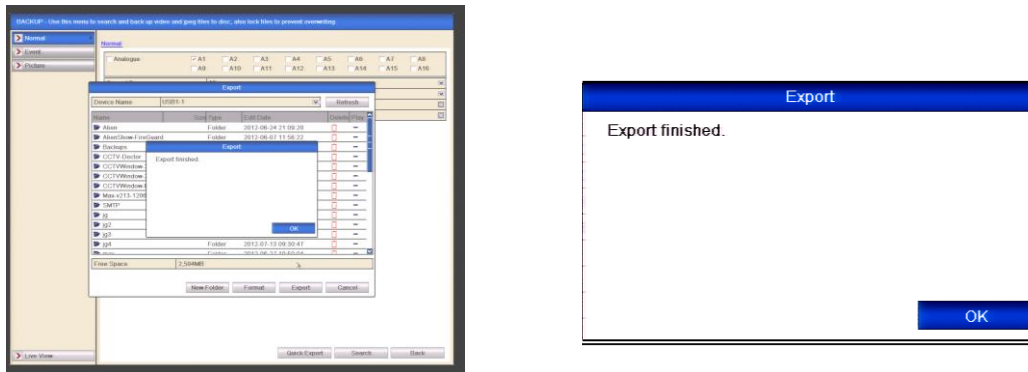 BACKUP - Use this menu to search and back up video and jpeg files to disc, also lock files to prevent overwriting
Normal
Event
Picture
Normal
Analogue A1 A2 A3 A4 A5 A6 A7 A8
A9 A10 A11 A12 A13 A14 A15 A16
Export
Device Name USB1-1 Refresh
Name Size Type Edit Date Delete Play
Alien Folder 2012-06-24 21:09:28
AlienShow-FireGuard Folder 2012-06-07 11:56:22
Backups
CCTV-Doctor
CCTVWindow
CCTVWindow
CCTVWindow
SMTP
jg
jg2
jg3
jg4 Folder 2012-07-13 09:30:47
Export
Export finished.
OK
Free Space 2,504MB
New Folder Format Export Cancel
Quick Export Search Back
Live View
Export
Export finished.
OK